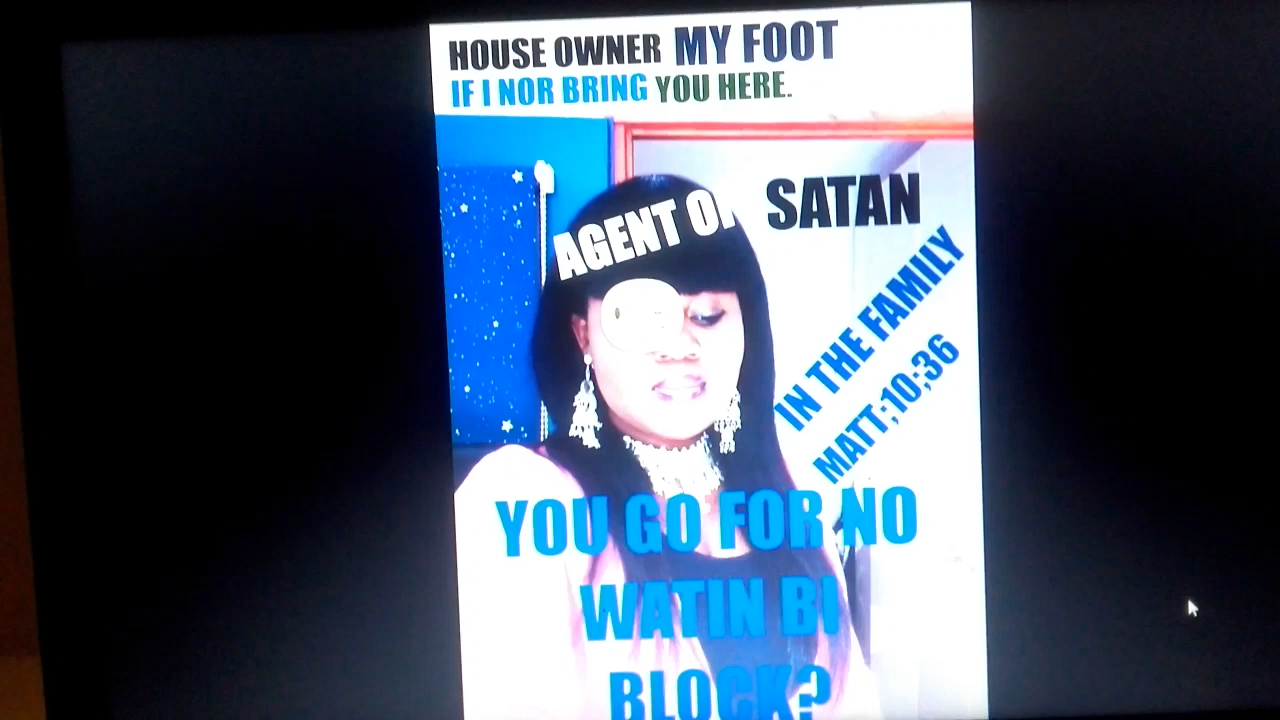 HOUSE OWNER MY FOOT
IF I NOR BRING YOU HERE.
AGENT OF SATAN
IN THE FAMILY
MATT;10;36
YOU GO FOR NO
WATIN BI
BLOCK?